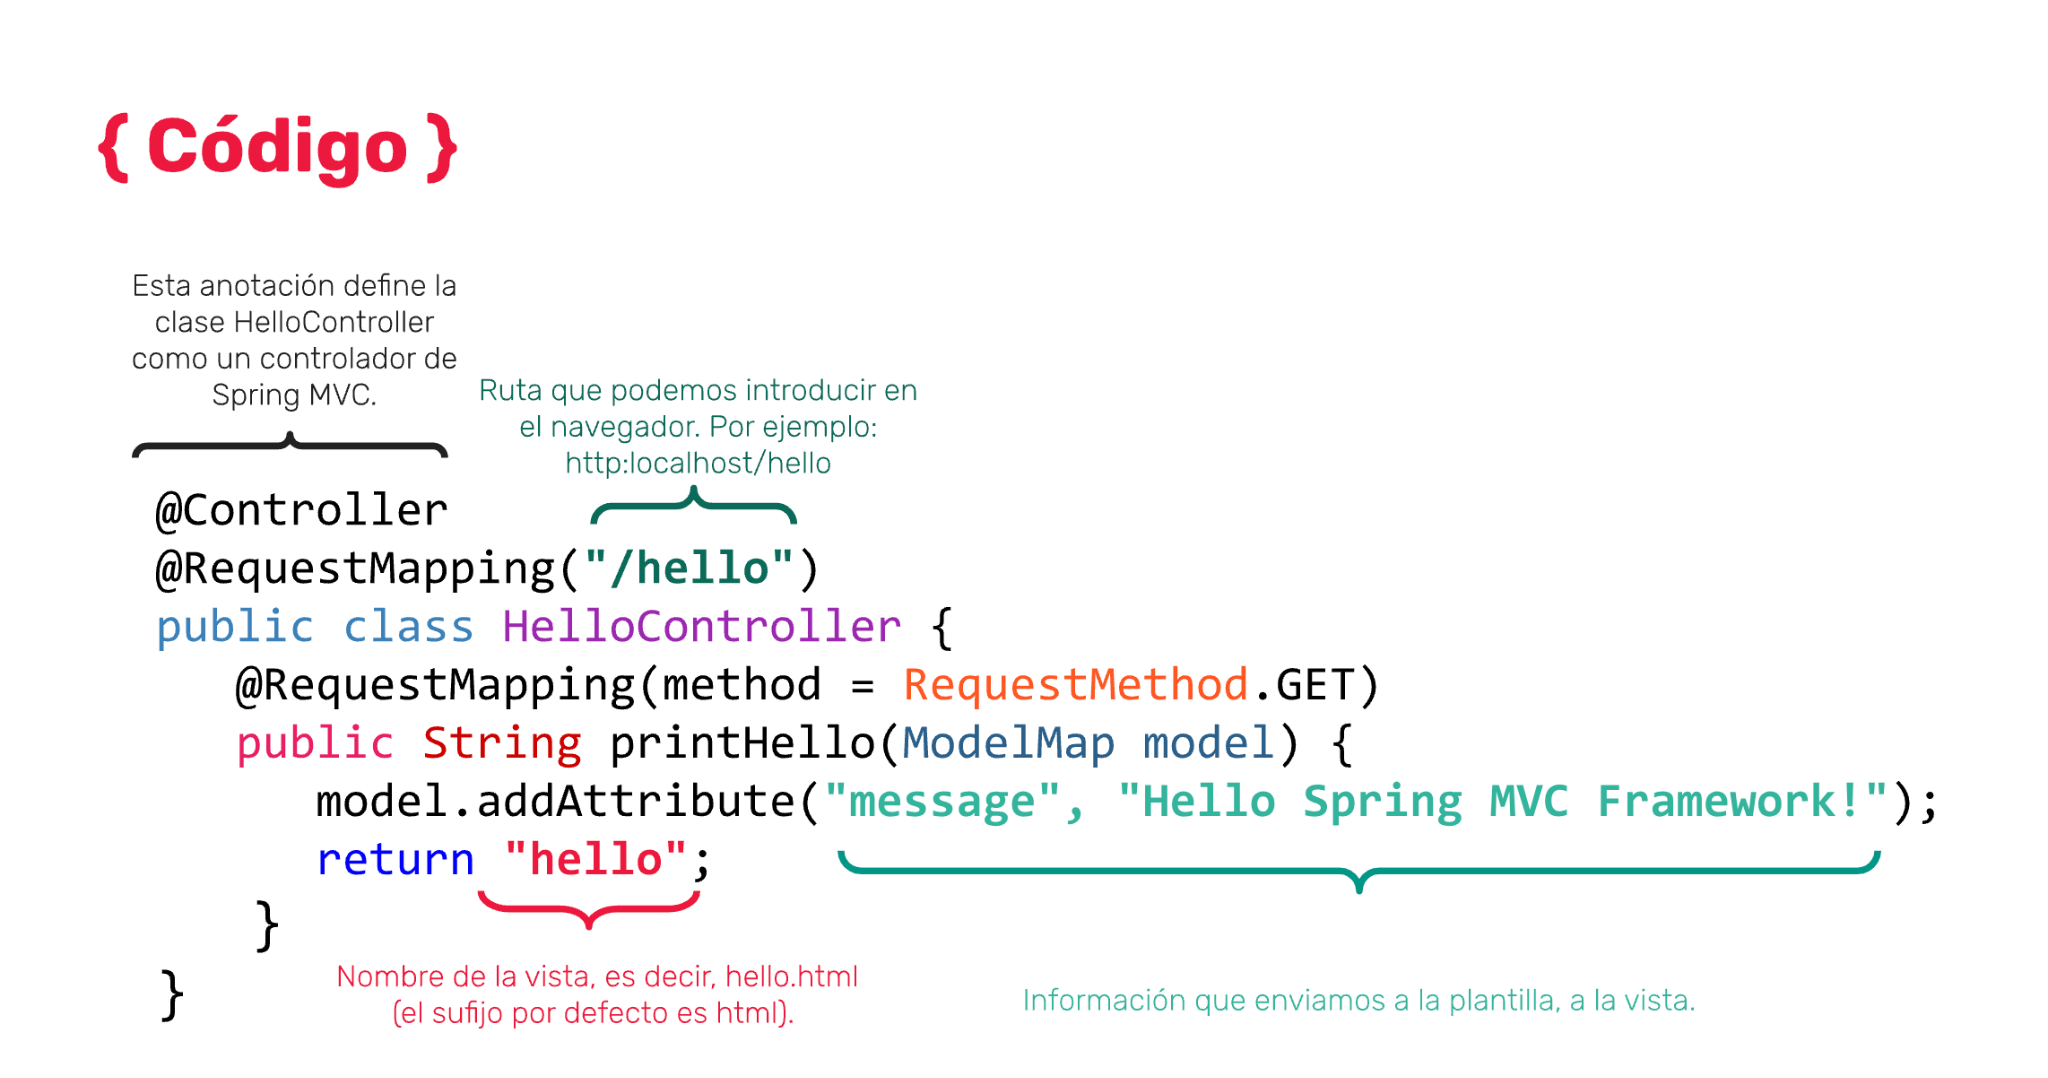 { Código }
Esta anotación define la
clase HelloController
como un controlador de
Spring MVC.
Ruta que podemos introducir en
el navegador. Por ejemplo:
http:localhost/hello
@Controller
@RequestMapping("/hello")
public class HelloController {
@RequestMapping(method = RequestMethod.GET)
public String printHello(ModelMap model) {
model.addAttribute("message", "Hello Spring MVC Framework!");
return "hello";
}
}
Nombre de la vista, es decir, hello.html
(el sufijo por defecto es html).
Información que enviamos a la plantilla, a la vista.